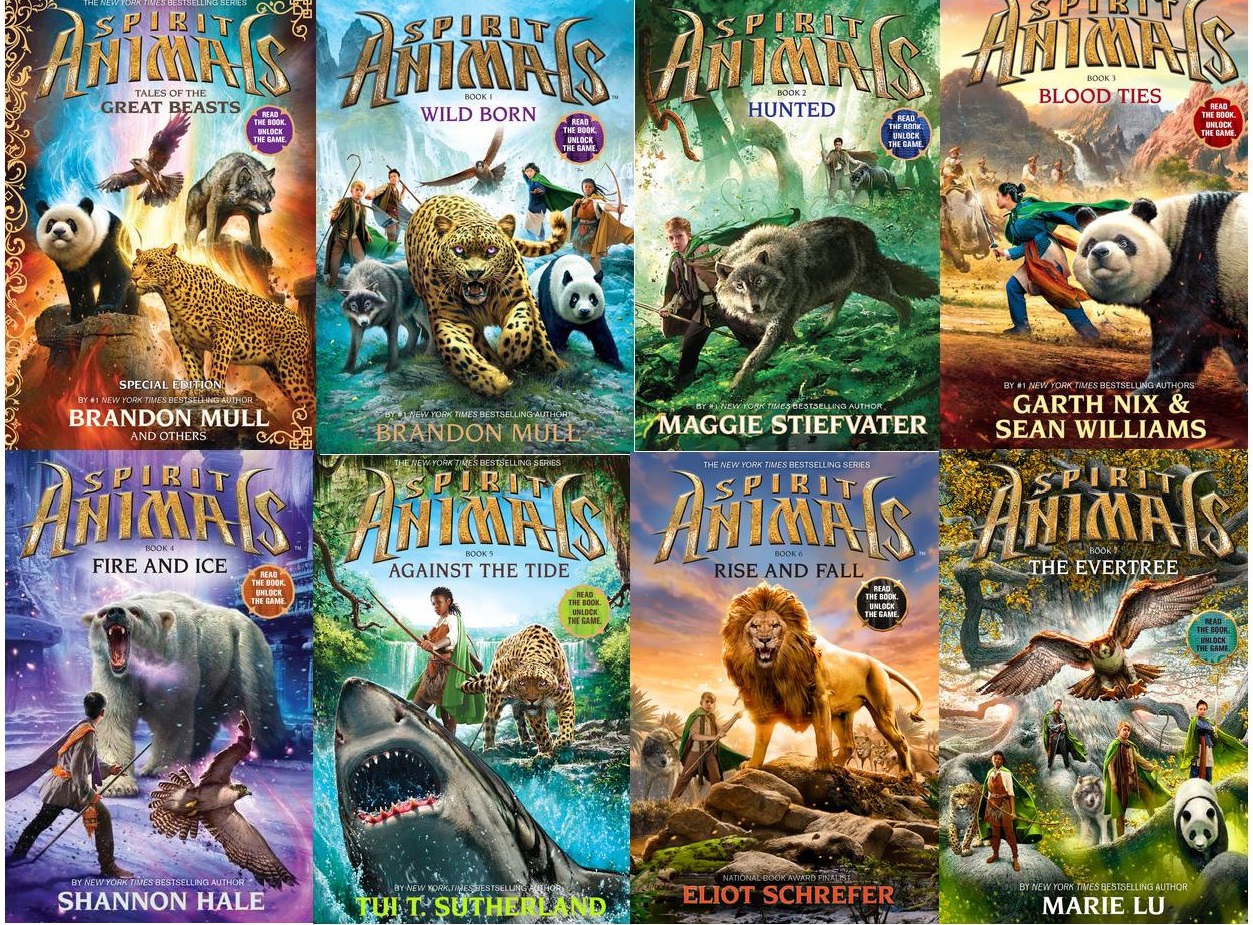 THE NEW YORK TIMES BESTSELLING SERIES
SPIRIT
ANIMALS
TALES OF THE
GREAT BEASTS
READ
THE BOOK.
UNLOCK
THE GAME.
SPECIAL EDITION
BY #1 NEW YORK TIMES BESTSELLING AUTHOR
BRANDON MULL
AND OTHERS
SPIRIT
ANIMALS
TM
BOOK 1
WILD BORN
READ
THE BOOK.
UNLOCK
THE GAME.
BY #1 NEW YORK TIMES BESTSELLING AUTHOR
BRANDON MULL
SPIRIT
ANIMALS
BOOK 2
HUNTED
READ
THE BOOK.
UNLOCK
THE GAME.
BY #1 NEW YORK TIMES BESTSELLING AUTHOR
MAGGIE STIEFVATER
SPIRIT
ANIMALS
BOOK 3
BLOOD TIES
READ
THE BOOK.
UNLOCK
THE GAME.
BY #1 NEW YORK TIMES BESTSELLING AUTHORS
GARTH NIX &
SEAN WILLIAMS
SPIRIT
ANIMALS
TM
BOOK 4
FIRE AND ICE
READ
THE BOOK.
UNLOCK
THE GAME.
BY NEW YORK TIMES BESTSELLING AUTHOR
SHANNON HALE
THE NEW YORK TIMES BESTSELLING SERIES
SPIRIT
ANIMALS
BOOK 5
AGAINST THE TIDE
READ
THE BOOK.
UNLOCK
THE GAME.
BY NEW YORK TIMES BESTSELLING AUTHOR
TUI T. SUTHERLAND
THE NEW YORK TIMES BESTSELLING SERIES
SPIRIT
ANIMALS
TM
BOOK 6
RISE AND FALL
READ
THE BOOK.
UNLOCK
THE GAME.
NATIONAL BOOK AWARD FINALIST
ELIOT SCHREFER
SPIRIT
ANIMALS
BOOK 7
THE EVERTREE
READ
THE BOOK.
UNLOCK
THE GAME.
BY NEW YORK TIMES BESTSELLING AUTHOR
MARIE LU